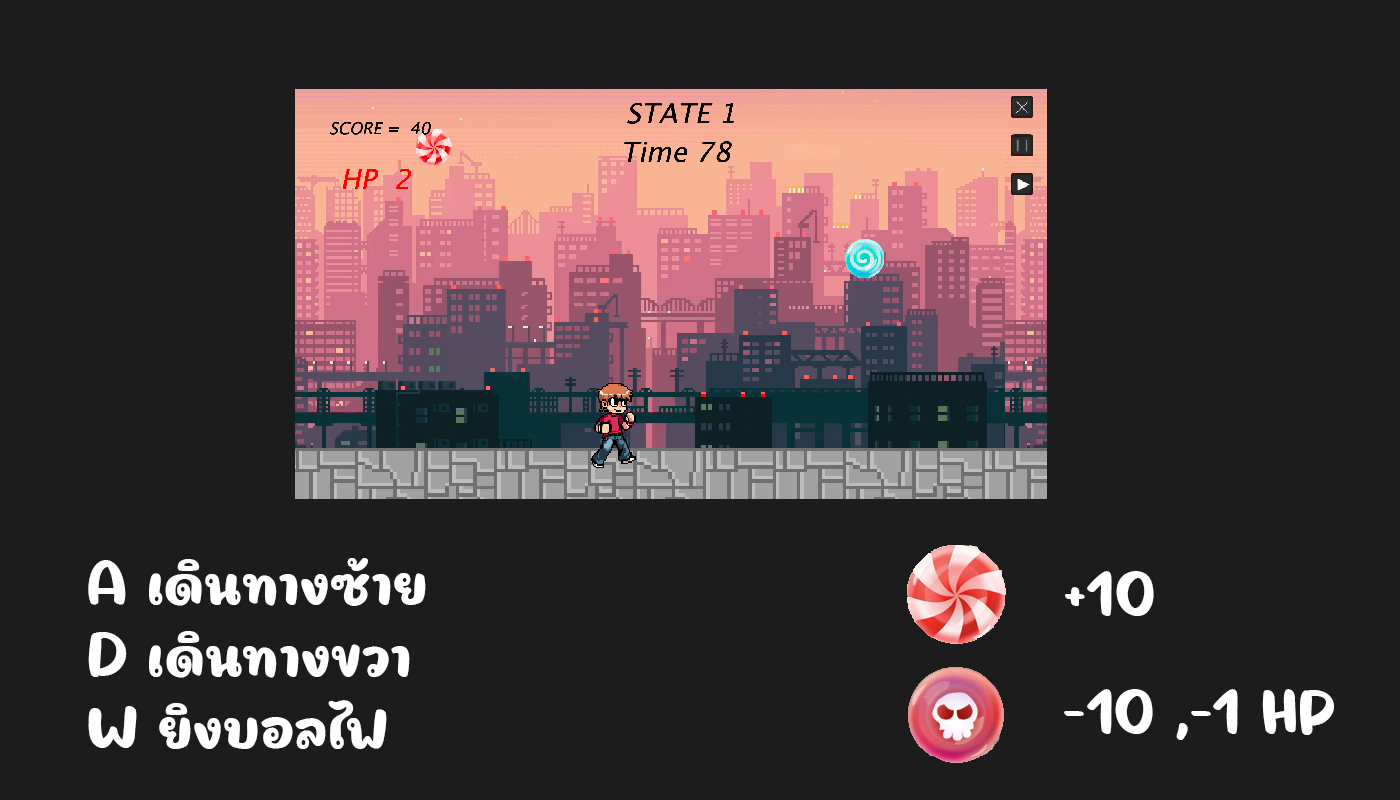 STATE 1
SCORE = 40
Time 78
HP 2
A เดินทางซ้าย
D เดินทางขวา
W ยิงบอลไฟ
+10
-10 ,-1 HP